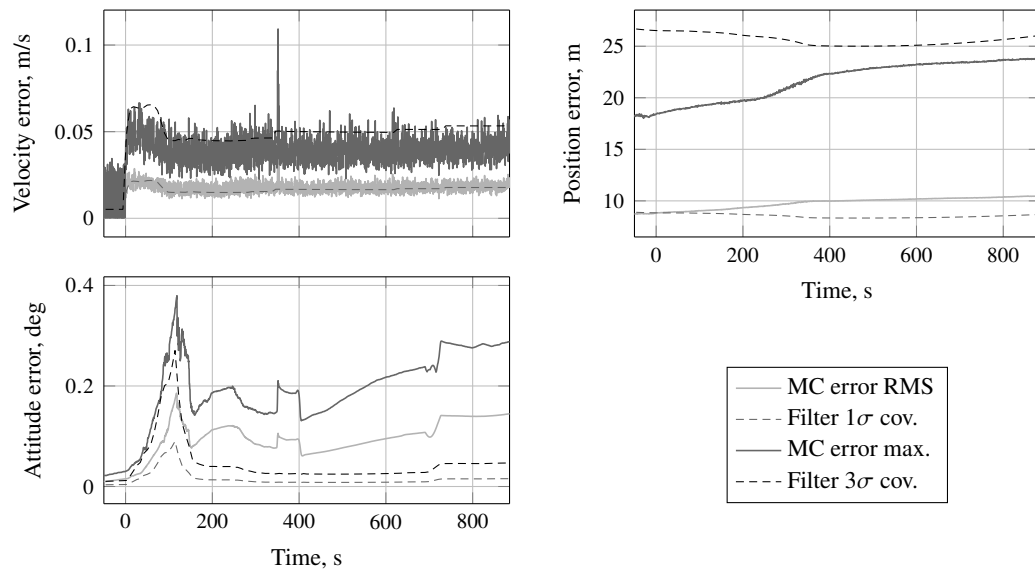 Velocity error, m/s
0.1
0.05
0
Position error, m
25
20
15
10
0 200 400 600 800
Time, s
Attitude error, deg
0.4
0.2
0
0 200 400 600 800
Time, s
MC error RMS
Filter 1σ cov.
MC error max.
Filter 3σ cov.